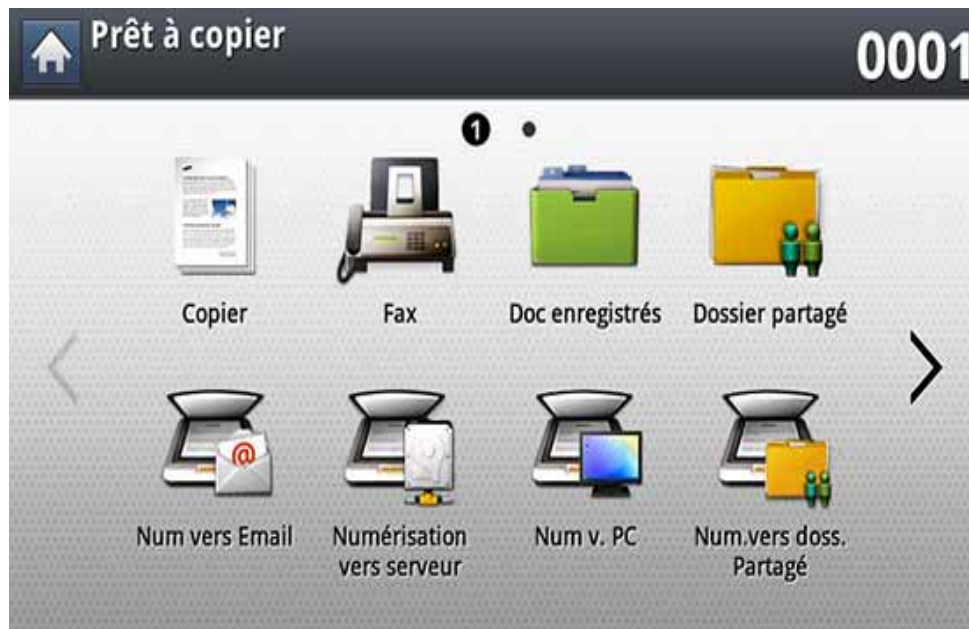 Prêt à copier
0001
1
Copier
Fax
Doc enregistrés
Dossier partagé
@
Num vers Email
Numérisation
vers serveur
Num v. PC
Num.vers doss.
Partagé